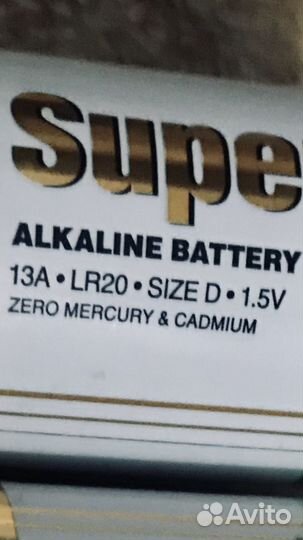 Supe
ALKALINE BATTERY
13A • LR20 • SIZE D • 1.5V
ZERO MERCURY & CADMIUM
Avito